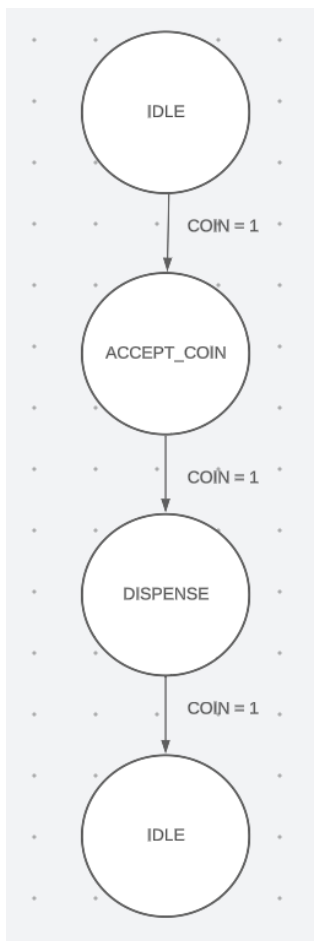 IDLE
COIN = 1
ACCEPT_COIN
COIN = 1
DISPENSE
COIN = 1
IDLE